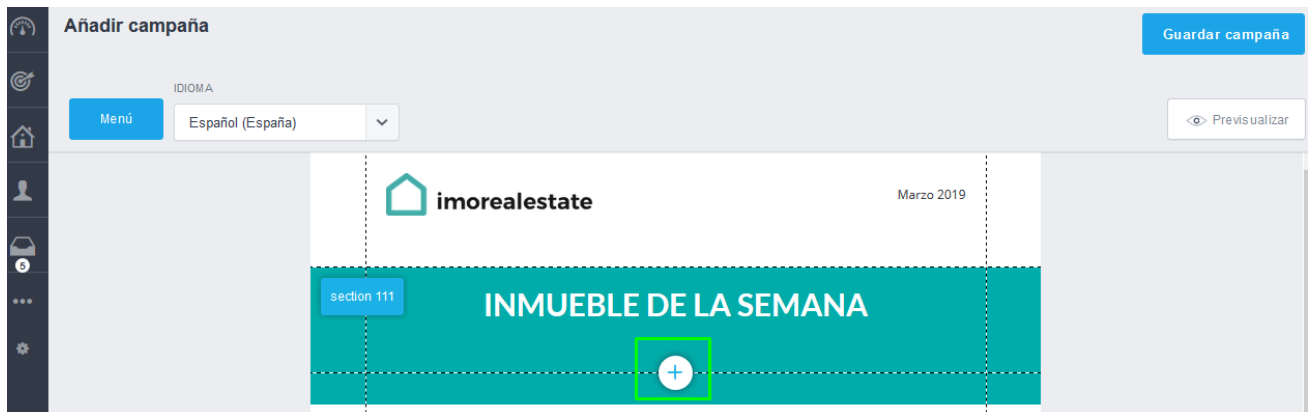 Añadir campaña
Guardar campaña
IDIOMA
Menú
Español (España)
Previsualizar
imorealestate
Marzo 2019
section 111
INMUEBLE DE LA SEMANA
5